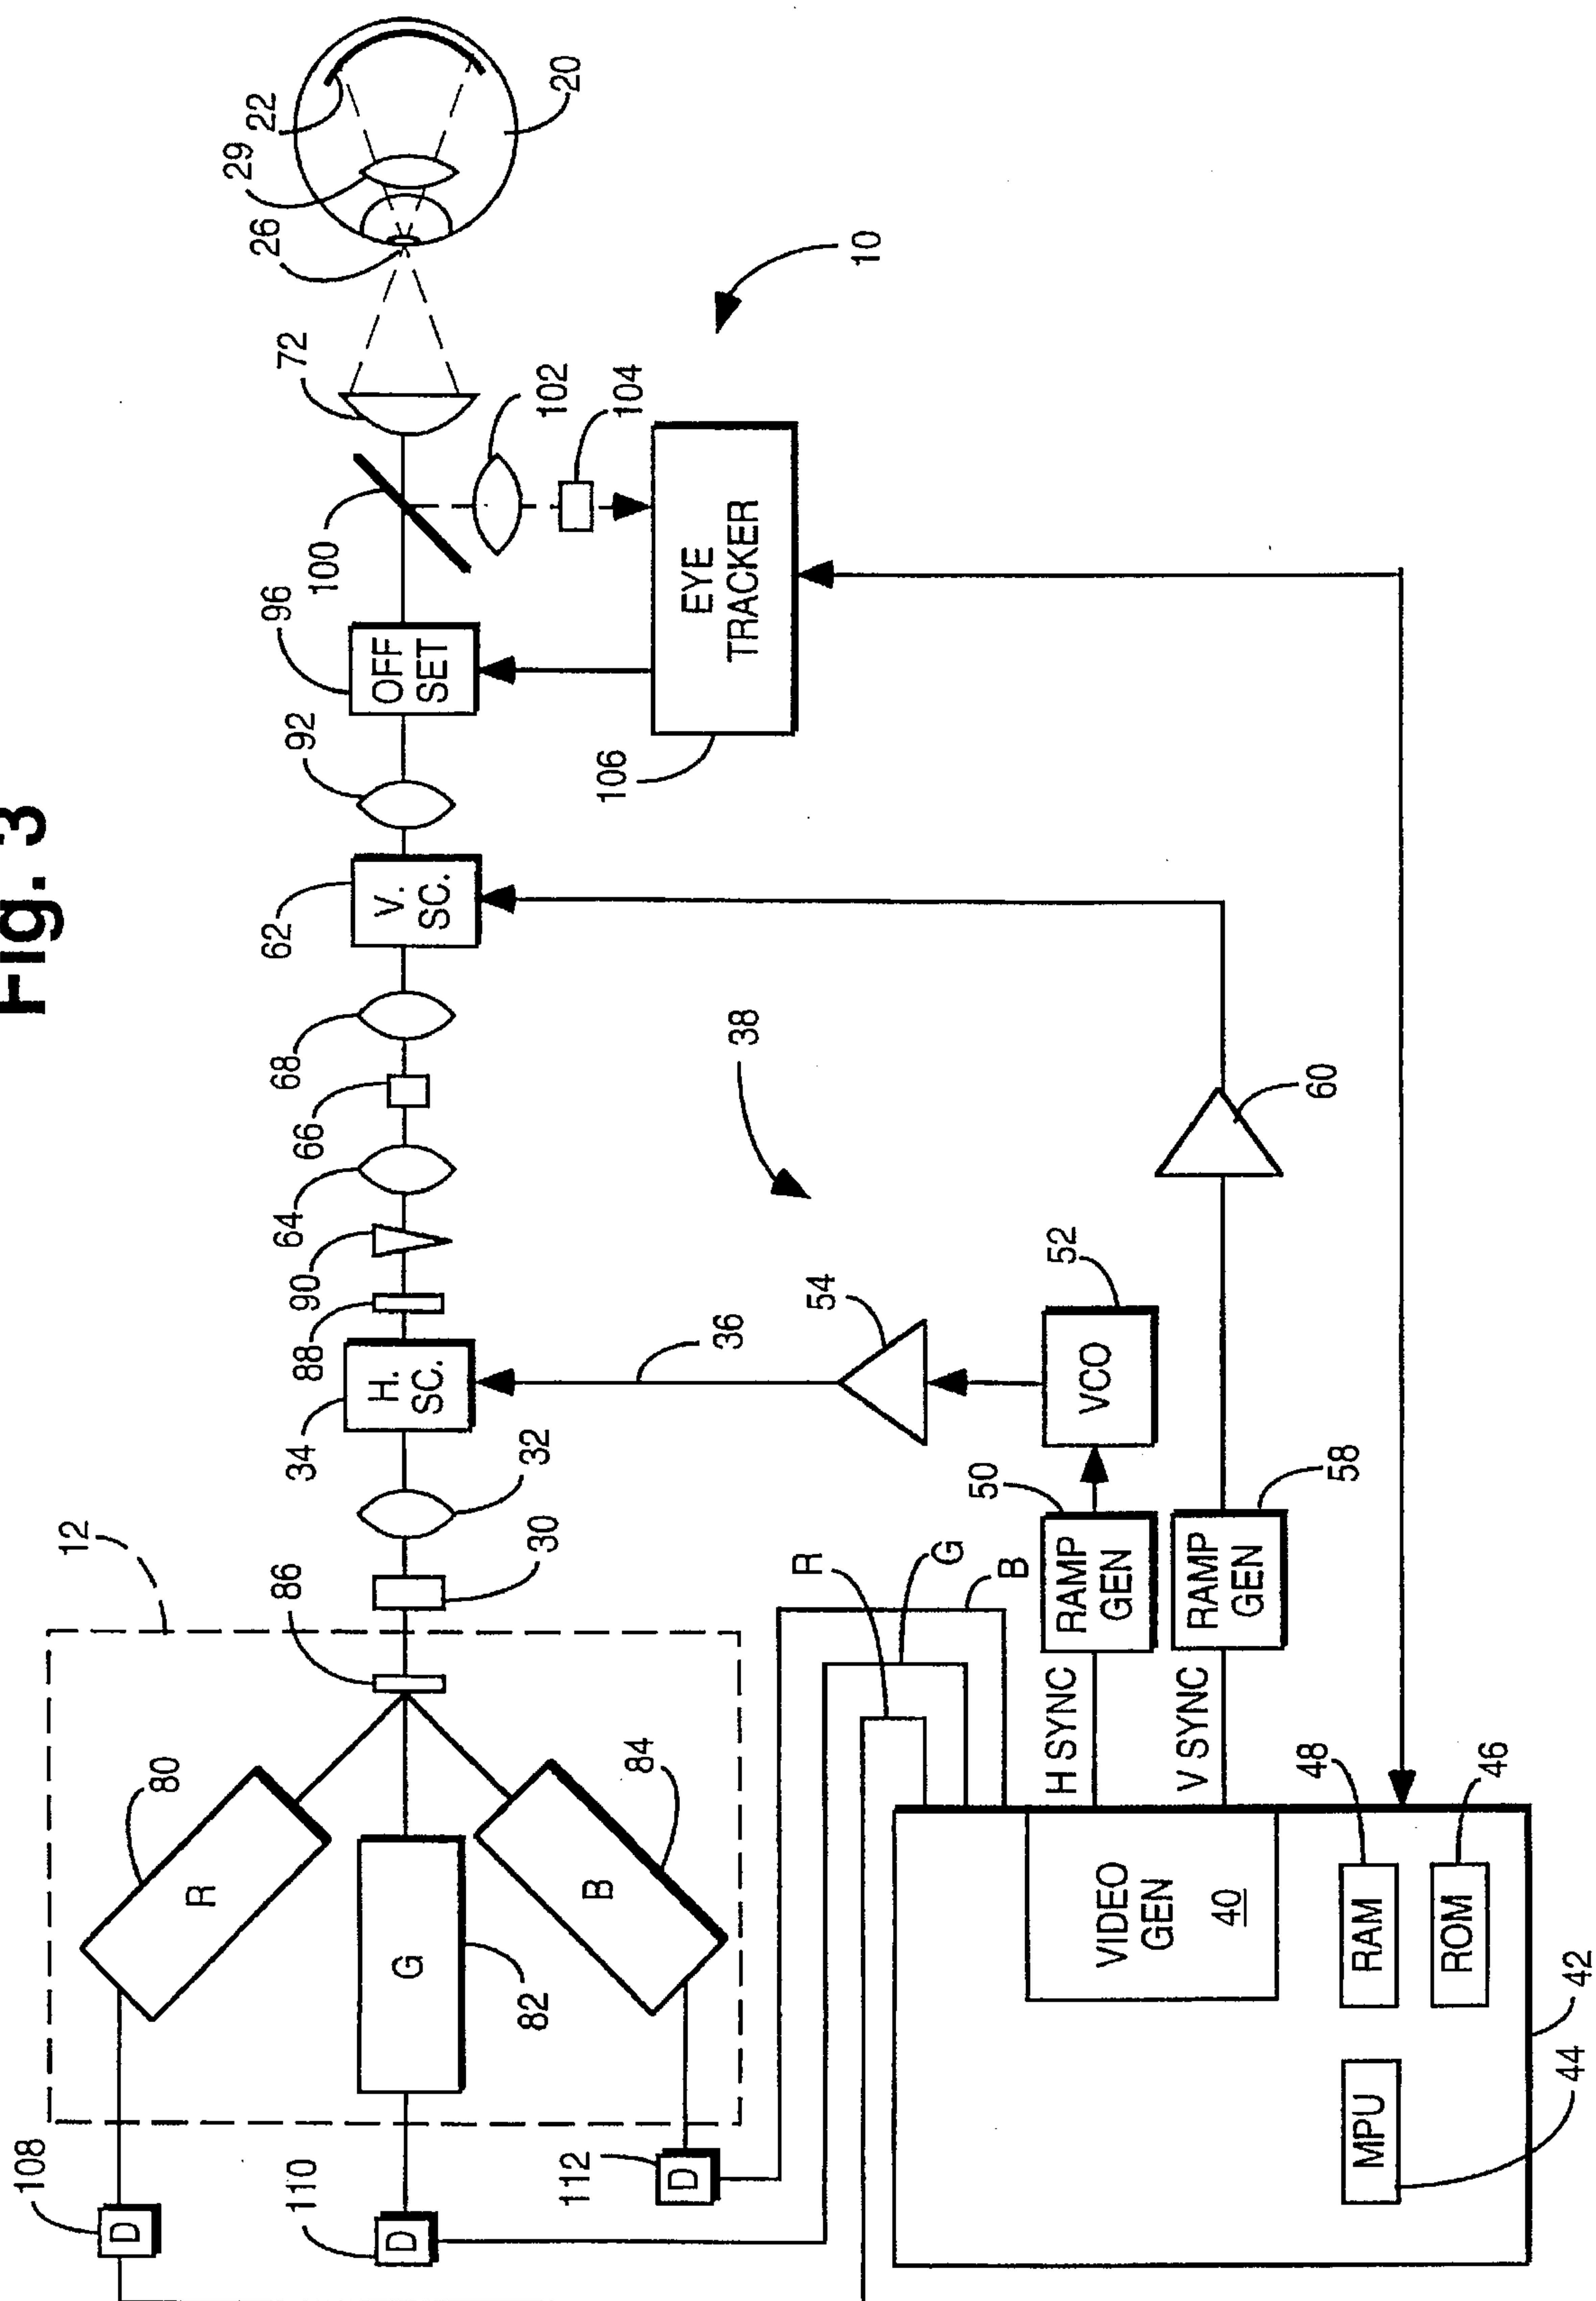 Fig. 3
108
D
12
80
R
86
110
D
G
82
30
32
34
H.
SC.
88
90
64
66
68
62
V.
SC.
92
96
OFF
SET
100
72
26
29
22
20
112
D
B
84
36
38
106
EYE
TRACKER
102
104
10
R
G
B
54
50
RAMP
GEN
VCO
52
H SYNC
V SYNC
RAMP
GEN
58
60
VIDEO
GEN
40
48
RAM
46
ROM
MPU
44
42